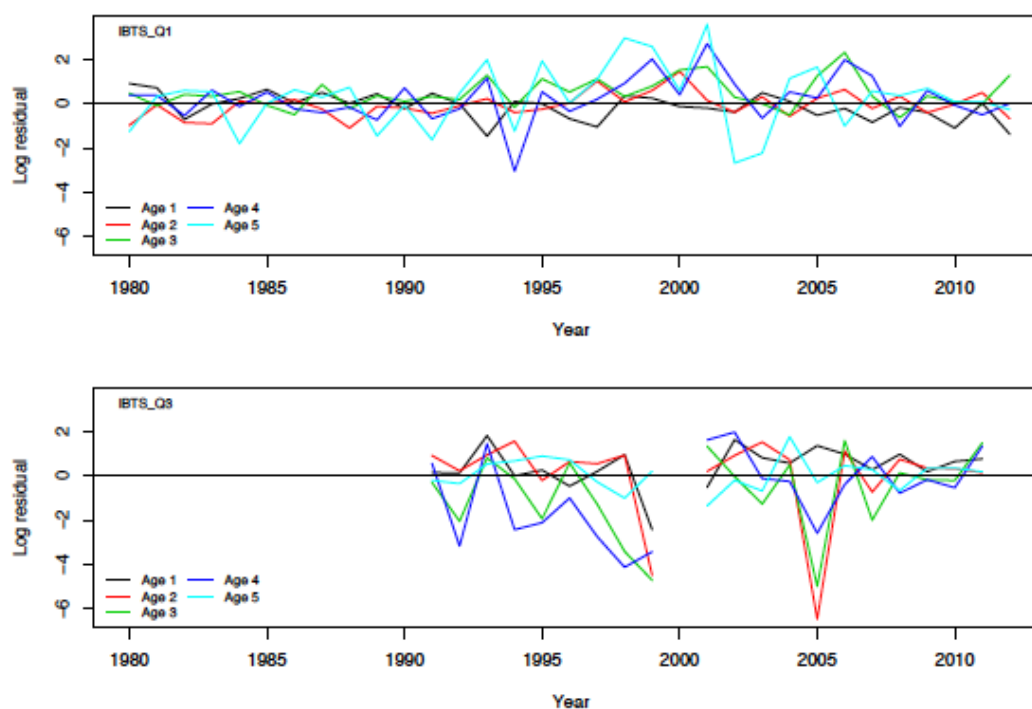 IBTS_Q1
Log residual
2
0
−2
−4
−6
Age 1
Age 2
Age 3
Age 4
Age 5
1980 1985 1990 1995 2000 2005 2010
Year
IBTS_Q3
Log residual
2
0
−2
−4
−6
Age 1
Age 2
Age 3
Age 4
Age 5
1980 1985 1990 1995 2000 2005 2010
Year